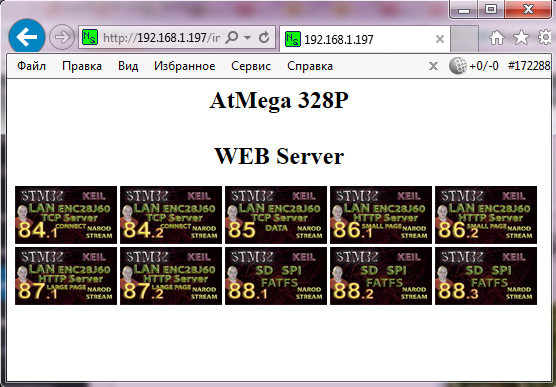 http://192.168.1.197/in
192.168.1.197
Файл Правка Вид Избранное Сервис Справка
+0/-0 #172288
AtMega 328P
WEB Server
STM32 KEIL
LAN ENC28J60
TCP Server
CONNECT
84.1
NAROD
STREAM
STM32 KEIL
LAN ENC28J60
TCP Server
CONNECT
84.2
NAROD
STREAM
STM32 KEIL
LAN ENC28J60
TCP Server
DATA
85
NAROD
STREAM
STM32 KEIL
LAN ENC28J60
HTTP Server
SMALL PAGE
86.1
NAROD
STREAM
STM32 KEIL
LAN ENC28J60
HTTP Server
SMALL PAGE
86.2
NAROD
STREAM
STM32 KEIL
LAN ENC28J60
HTTP Server
LARGE PAGE
87.1
NAROD
STREAM
STM32 KEIL
LAN ENC28J60
HTTP Server
LARGE PAGE
87.2
NAROD
STREAM
STM32 KEIL
SD SPI
FATFS
88.1
NAROD
STREAM
STM32 KEIL
SD SPI
FATFS
88.2
NAROD
STREAM
STM32 KEIL
SD SPI
FATFS
88.3
NAROD
STREAM